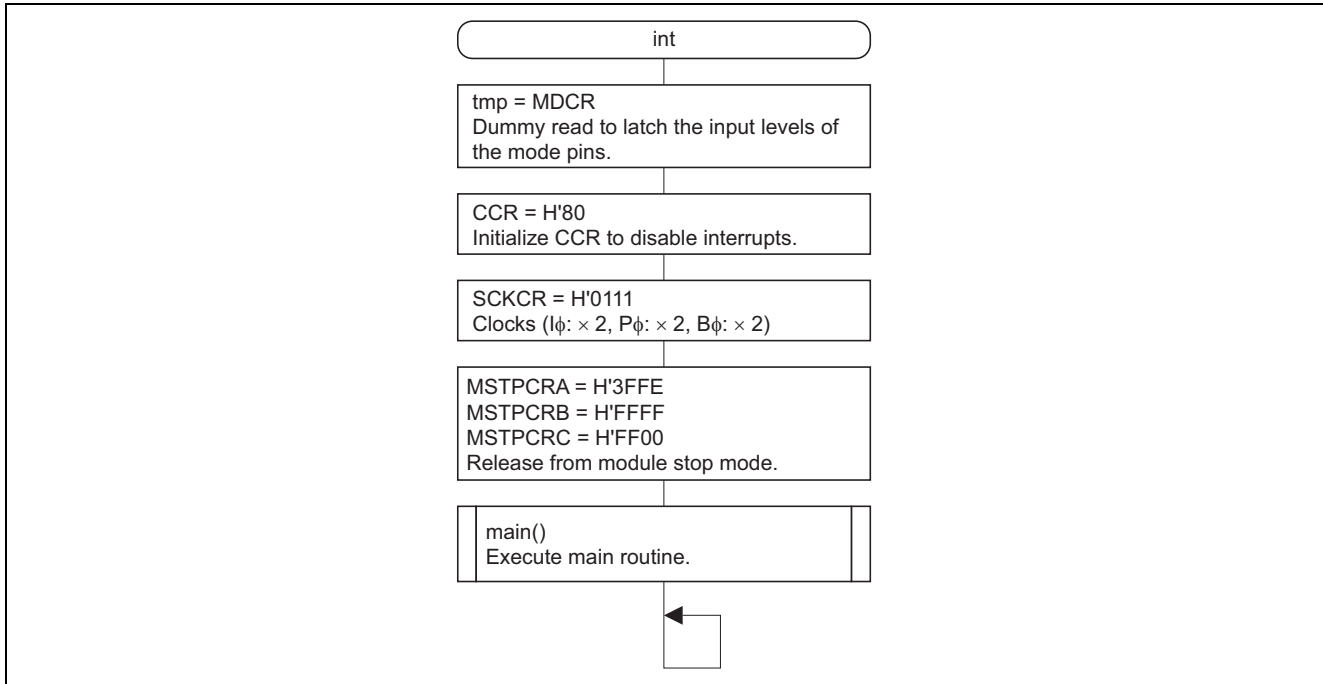 int
tmp = MDCR
Dummy read to latch the input levels of
the mode pins.
CCR = H'80
Initialize CCR to disable interrupts.
SCKCR = H'0111
Clocks (Iϕ: × 2, Pϕ: × 2, Bϕ: × 2)
MSTPCRA = H'3FFE
MSTPCRB = H'FFFF
MSTPCRC = H'FF00
Release from module stop mode.
main()
Execute main routine.